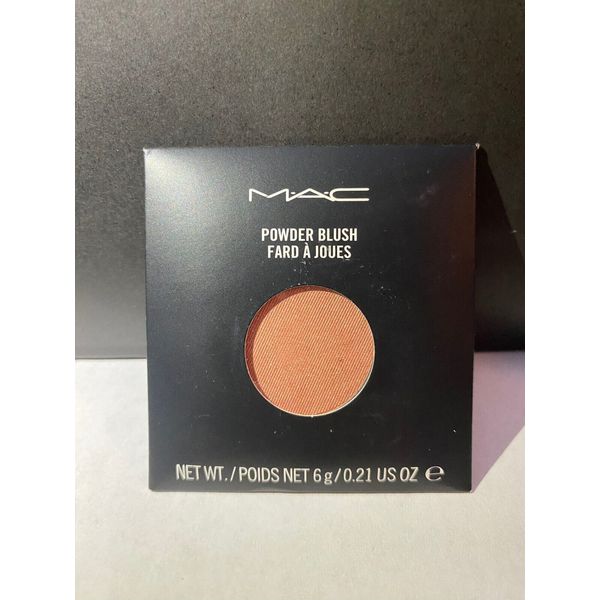 M·A·C
POWDER BLUSH
FARD À JOUES
NET WT./POIDS NET 6 g/0.21 US OZ ℮